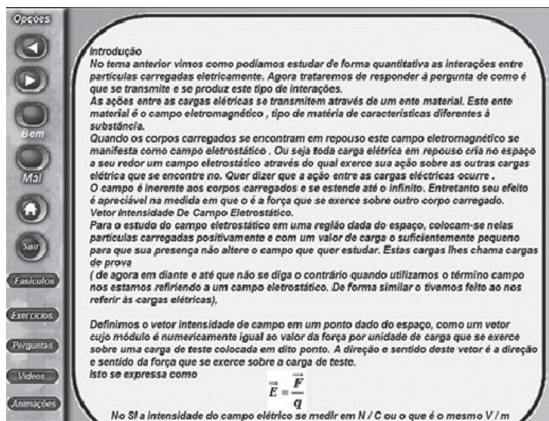 Opções
Bem
Mal
Sair
Fasículos
Exercícios
Perguntas
Vídeos
Animações
Introdução
No tema anterior vimos como podíamos estudar de forma quantitativa as interações entre
partículas carregadas eletricamente. Agora trataremos de responder à pergunta de como é
que se transmite e se produz este tipo de interações.
As ações entre as cargas elétricas se transmitem através de um ente material. Este ente
material é o campo eletromagnético , tipo de matéria de características diferentes à
substância.
Quando os corpos carregados se encontram em repouso este campo eletromagnético se
manifesta como campo eletrostático . Ou seja toda carga elétrica em repouso cria no espaço
a seu redor um campo eletrostático através do qual exerce sua ação sobre as outras cargas
elétrica que se encontre no. Quer dizer que a ação entre as cargas eléctricas ocurre .
O campo é inerente aos corpos carregados e se estende até o infinito. Entretanto seu efeito
é apreciável na medida em que o é a força que se exerce sobre outro corpo carregado.
Vetor Intensidade De Campo Eletrostático.
Para o estudo do campo eletrostático em uma região dada do espaço, colocam-se nelas
partículas carregadas positivamente e com um valor de carga o suficientemente pequeno
para que sua presença não altere o campo que quer estudar. Estas cargas lhes chama cargas
de prova
( de agora em diante e até que não se diga o contrário quando utilizamos o término campo
nos estamos refiriendo a um campo eletrostático. De forma similar o tivemos feito ao nos
referir às cargas elétricas),
Definimos o vetor intensidade de campo em um ponto dado do espaço, como um vetor
cujo módulo é numericamente igual ao valor da força por unidade de carga que se exerce
sobre uma carga de teste colocada em dito ponto. A direção e sentido deste vetor é a direção
e sentido da força que se exerce sobre a carga de teste.
Isto se expressa como
E = F / q
No SI a intensidade do campo elétrico se medir em N / C ou o que é o mesmo V / m